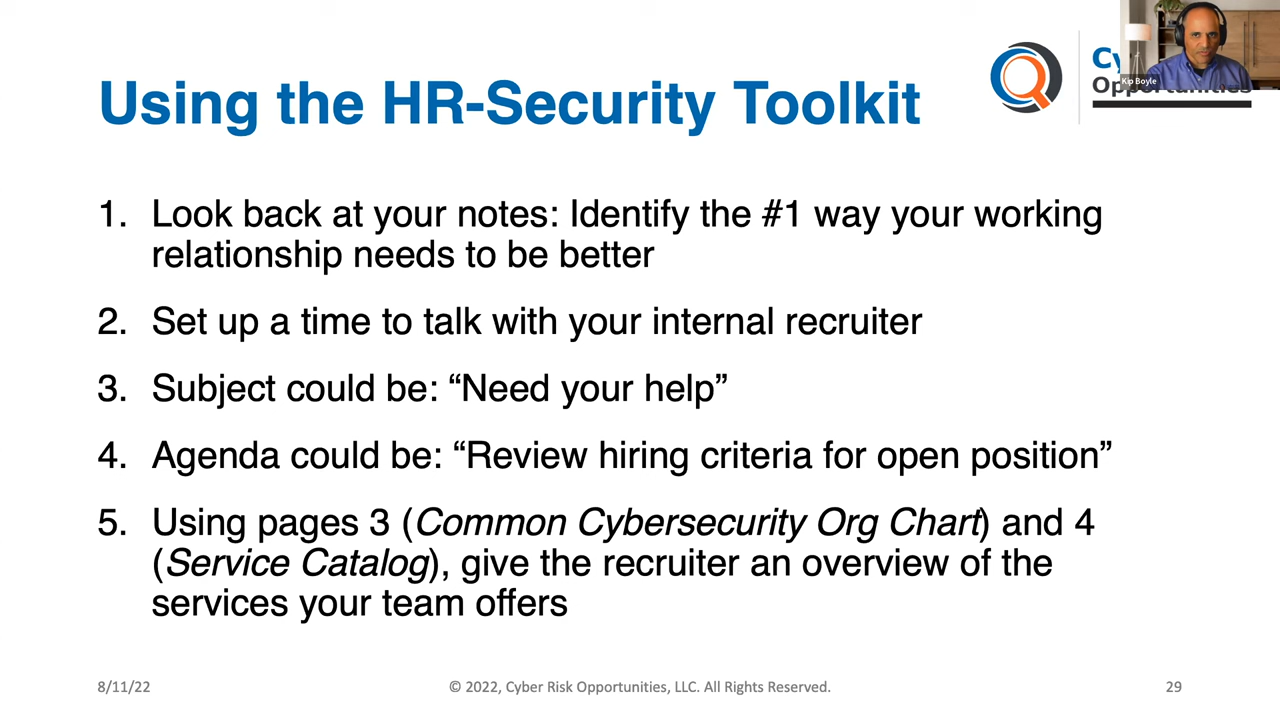 Using the HR-Security Toolkit
Kip Boyle
1. Look back at your notes: Identify the #1 way your working
relationship needs to be better
2. Set up a time to talk with your internal recruiter
3. Subject could be: “Need your help”
4. Agenda could be: “Review hiring criteria for open position”
5. Using pages 3 (Common Cybersecurity Org Chart) and 4
(Service Catalog), give the recruiter an overview of the
services your team offers
8/11/22
© 2022, Cyber Risk Opportunities, LLC. All Rights Reserved.
29